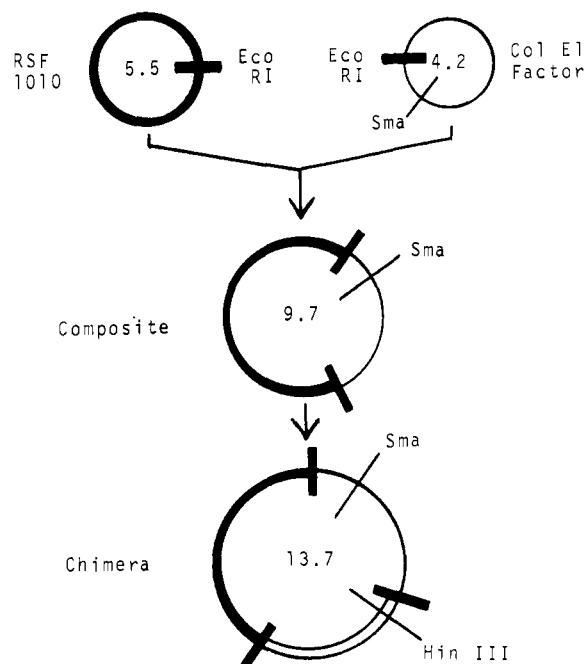 RSF
1010
5.5
Eco
RI
Eco
RI
4.2
Col El
Factor
Sma
Sma
9.7
Composite
Sma
13.7
Chimera
Hin III